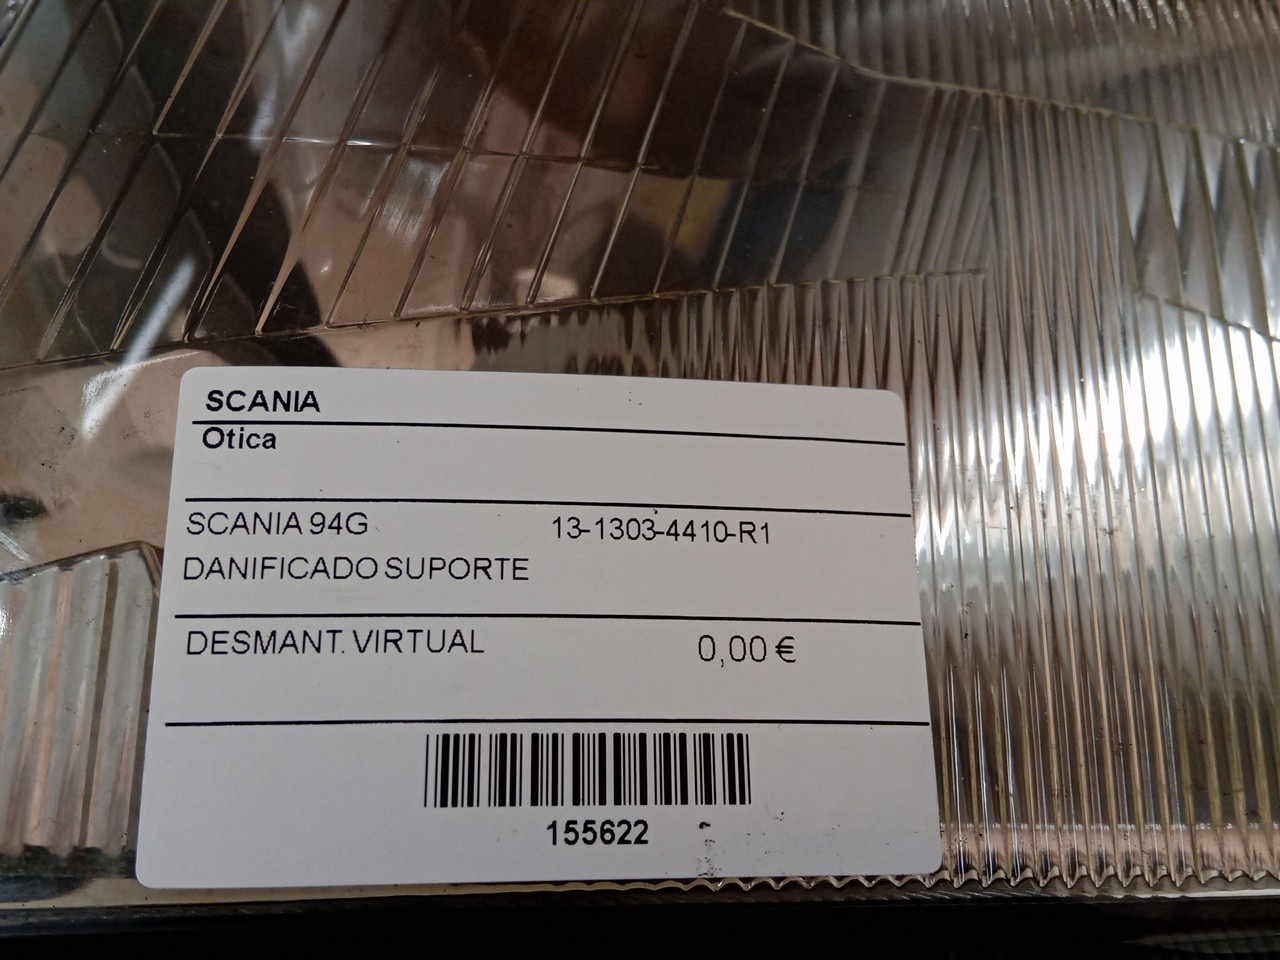 SCANIA
Otica
SCANIA 94G 13-1303-4410-R1
DANIFICADO SUPORTE
DESMANT. VIRTUAL 0,00 €
155622